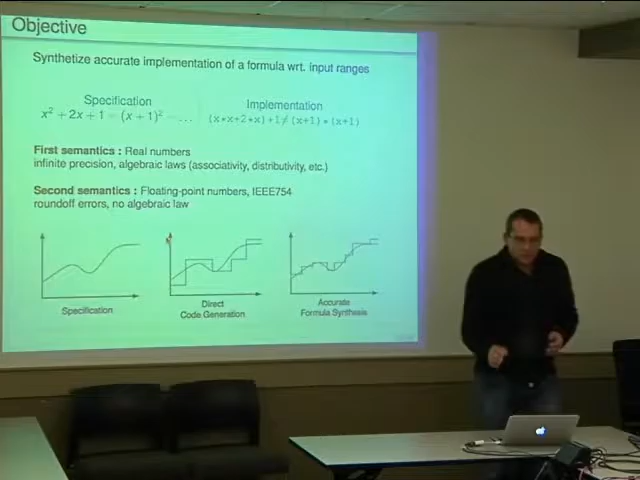 Objective
Synthetize accurate implementation of a formula wrt. input ranges
Specification
x² + 2x + 1 = (x + 1)² = ...
Implementation
(x*x+2*x)+1 ≠ (x+1)*(x+1)
First semantics : Real numbers
infinite precision, algebraic laws (associativity, distributivity, etc.)
Second semantics : Floating-point numbers, IEEE754
roundoff errors, no algebraic law
Specification
Direct
Code Generation
Accurate
Formula Synthesis